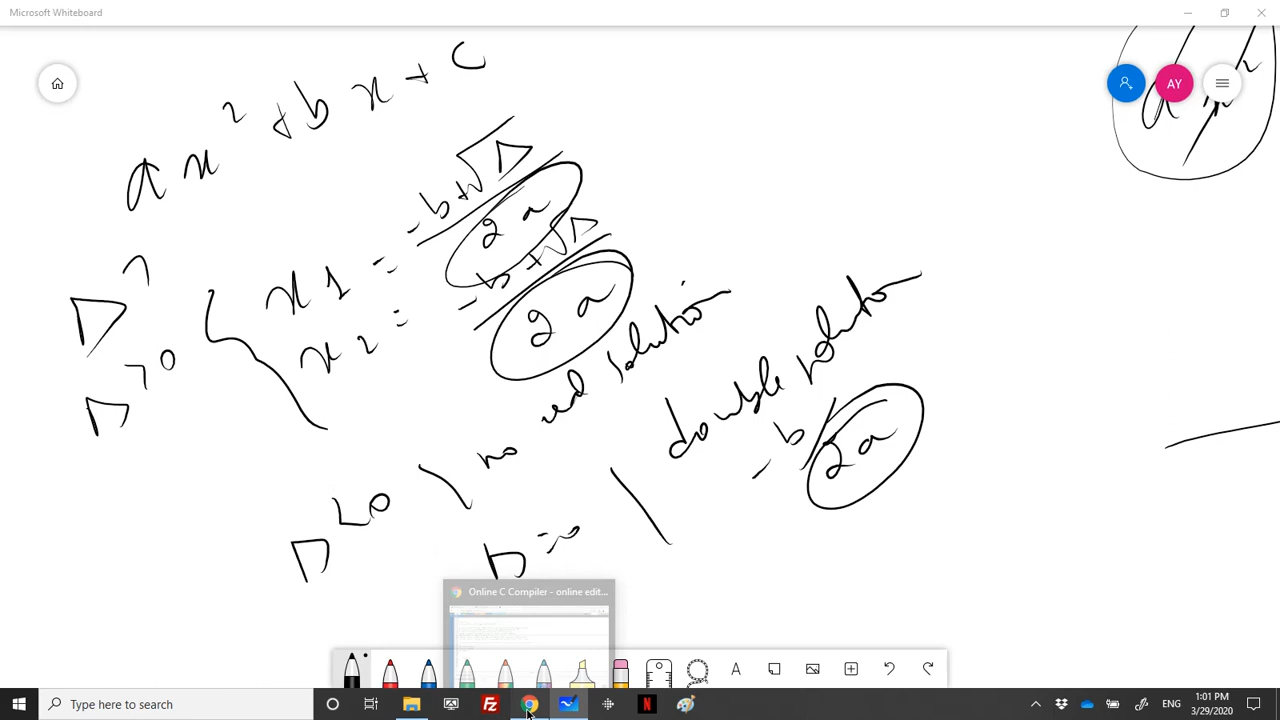 Microsoft Whiteboard
AY
ax² + bx + c
x1 = -b+√Δ
2a
x2 = -b+√Δ
2a
Δ >0
Δ <0 no real solution
Δ =0 double solution
-b/2a
Online C Compiler - online edit...
A
Type here to search
N
ENG
1:01 PM
3/29/2020